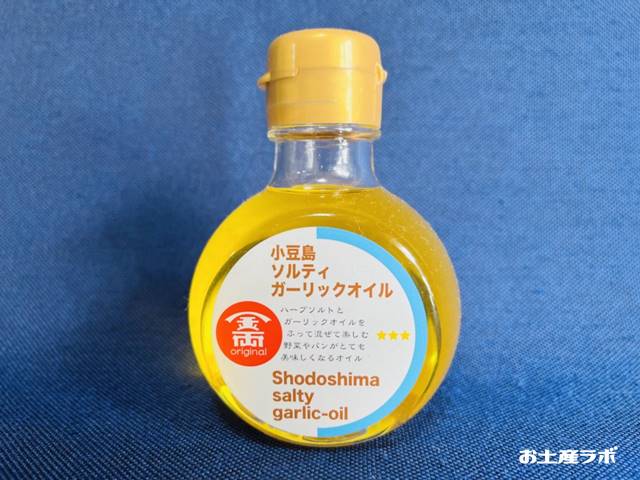 小豆島
ソルティ
ガーリックオイル
ハーブソルトと
ガーリックオイルを
ふって混ぜて楽しむ
野菜やパンがとても
美味しくなるオイル
★★★
金両
original
Shodoshima
salty
garlic-oil
お土産ラボ